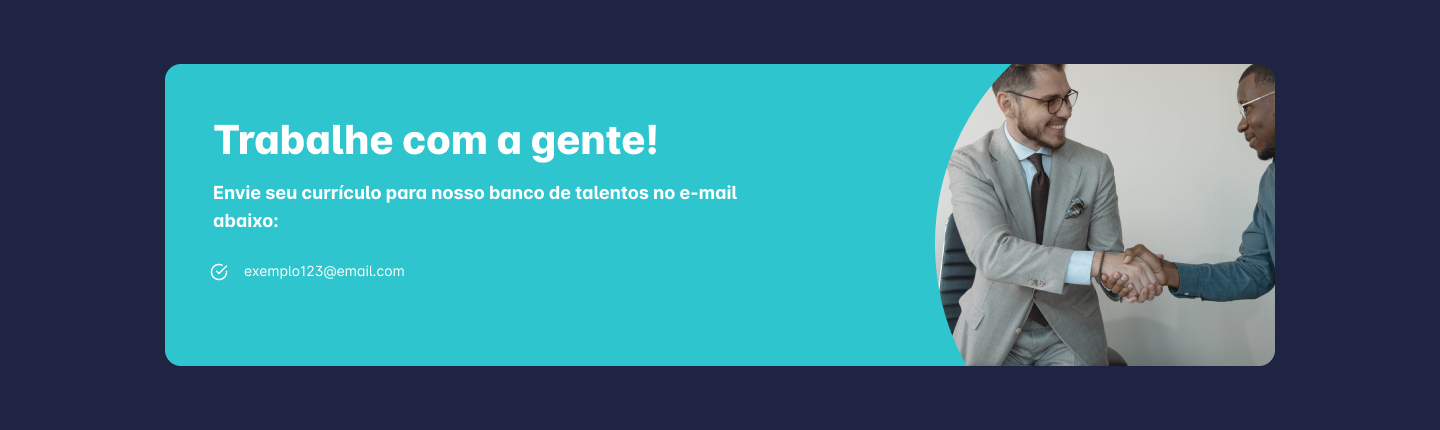 Trabalhe com a gente!
Envie seu currículo para nosso banco de talentos no e-mail
abaixo:
exemplo123@email.com